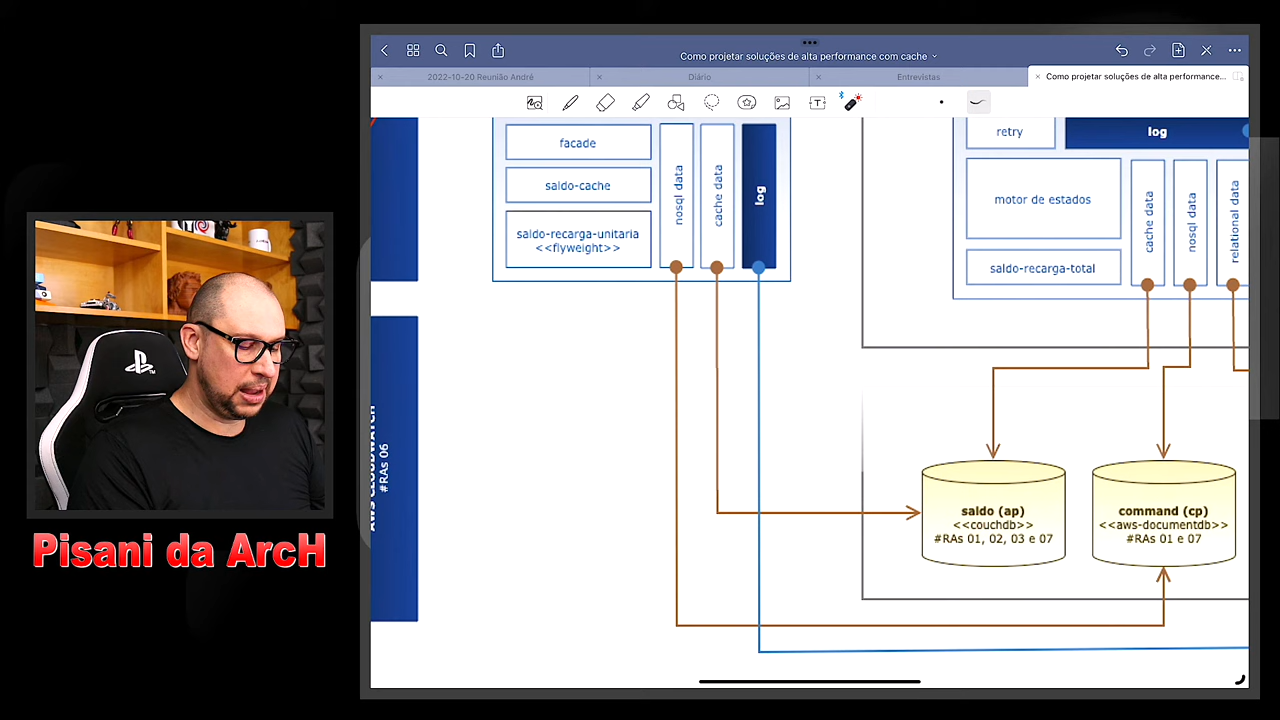 Como projetar soluções de alta performance com cache
2022-10-20 Reunião André
Diário
Entrevistas
Como projetar soluções de alta performance...
facade
saldo-cache
saldo-recarga-unitaria
<<flyweight>>
nosql data
cache data
log
retry
log
motor de estados
saldo-recarga-total
cache data
nosql data
relational data
AWS CLOUDWATCH
#RAs 06
saldo (ap)
<<couchdb>>
#RAs 01, 02, 03 e 07
command (cp)
<<aws-documentdb>>
#RAs 01 e 07
Pisani da ArcH